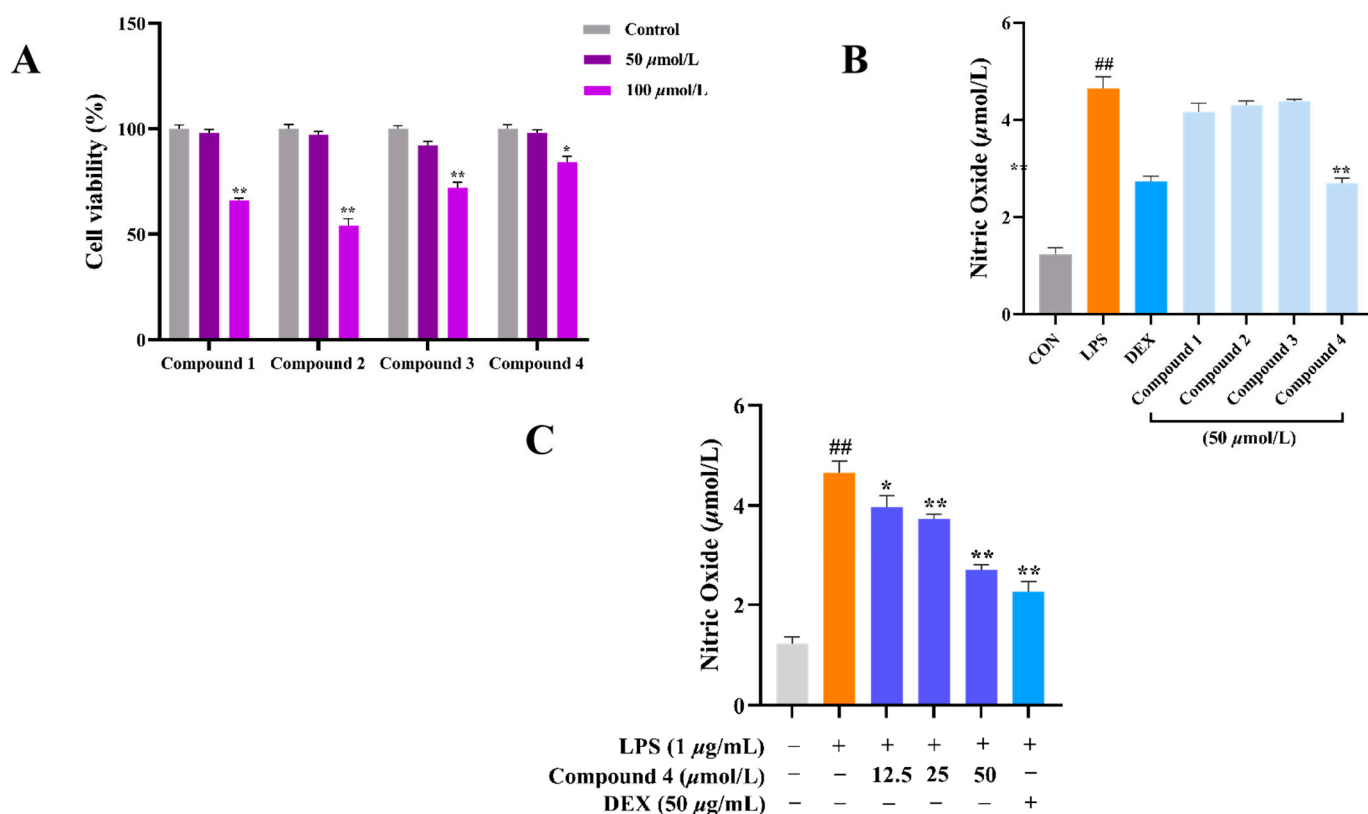 A
150
100
50
0
Cell viability (%)
Control
50 μmol/L
100 μmol/L
**
**
**
*
Compound 1 Compound 2 Compound 3 Compound 4
B
6
4
2
0
Nitric Oxide (μmol/L)
##
**
**
CON
LPS
DEX
Compound 1
Compound 2
Compound 3
Compound 4
(50 μmol/L)
C
6
4
2
0
Nitric Oxide (μmol/L)
##
*
**
**
**
LPS (1 μg/mL) – + + + + +
Compound 4 (μmol/L) – – 12.5 25 50 –
DEX (50 μg/mL) – – – – – +